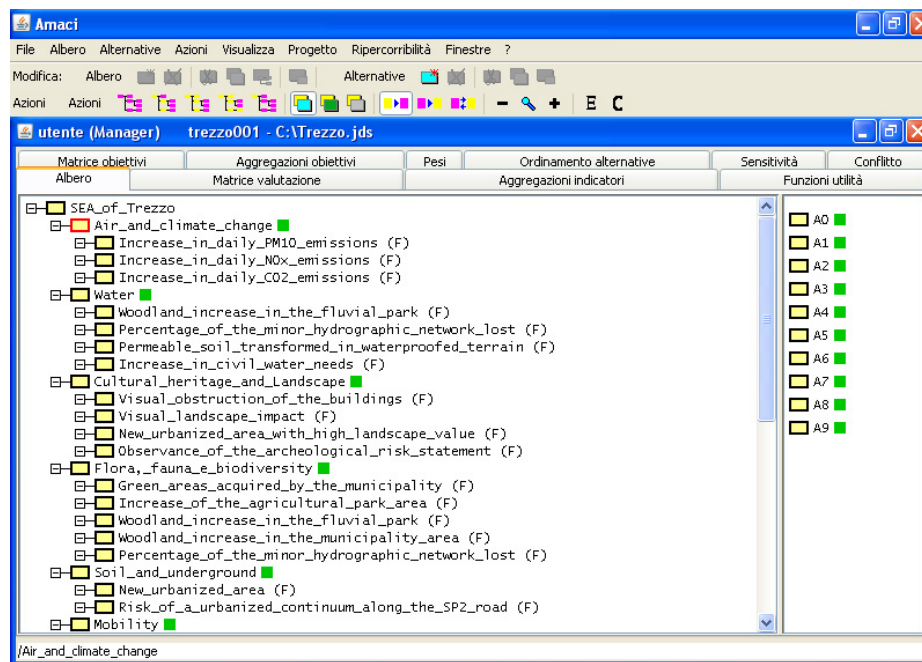 Amaci
File Albero Alternative Azioni Visualizza Progetto Ripercorribilità Finestre ?
Modifica: Albero Alternative
Azioni Azioni E C
utente (Manager) trezzo001 - C:\Trezzo.jds
Matrice obiettivi Aggregazioni obiettivi Pesi Ordinamento alternative Sensitività Conflitto
Albero Matrice valutazione Aggregazioni indicatori Funzioni utilità
SEA_of_Trezzo
Air_and_climate_change
Increase_in_daily_PM10_emissions (F)
Increase_in_daily_NOx_emissions (F)
Increase_in_daily_CO2_emissions (F)
Water
Woodland_increase_in_the_fluvial_park (F)
Percentage_of_the_minor_hydrographic_network_lost (F)
Permeable_soil_transformed_in_waterproofed_terrain (F)
Increase_in_civil_water_needs (F)
Cultural_heritage_and_Landscape
Visual_obstruction_of_the_buildings (F)
Visual_landscape_impact (F)
New_urbanized_area_with_high_landscape_value (F)
Observance_of_the_archeological_risk_statement (F)
Flora,_fauna_e_biodiversity
Green_areas_acquired_by_the_municipality (F)
Increase_of_the_agricultural_park_area (F)
Woodland_increase_in_the_fluvial_park (F)
Woodland_increase_in_the_municipality_area (F)
Percentage_of_the_minor_hydrographic_network_lost (F)
Soil_and_underground
New_urbanized_area (F)
Risk_of_a_urbanized_continuum_along_the_SP2_road (F)
Mobility
A0
A1
A2
A3
A4
A5
A6
A7
A8
A9
/Air_and_climate_change